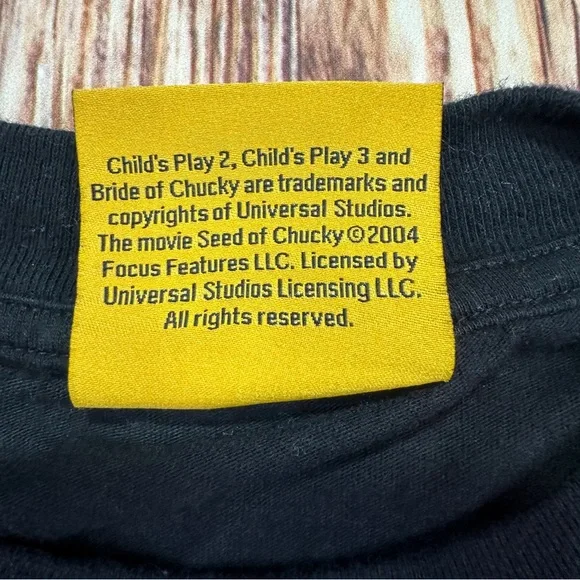 Child's Play 2, Child's Play 3 and
Bride of Chucky are trademarks and
copyrights of Universal Studios.
The movie Seed of Chucky ©2004
Focus Features LLC. Licensed by
Universal Studios Licensing LLC.
All rights reserved.